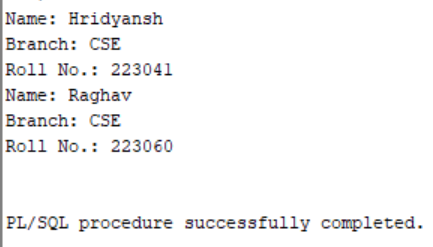 Name: Hridyansh
Branch: CSE
Roll No.: 223041
Name: Raghav
Branch: CSE
Roll No.: 223060
PL/SQL procedure successfully completed.